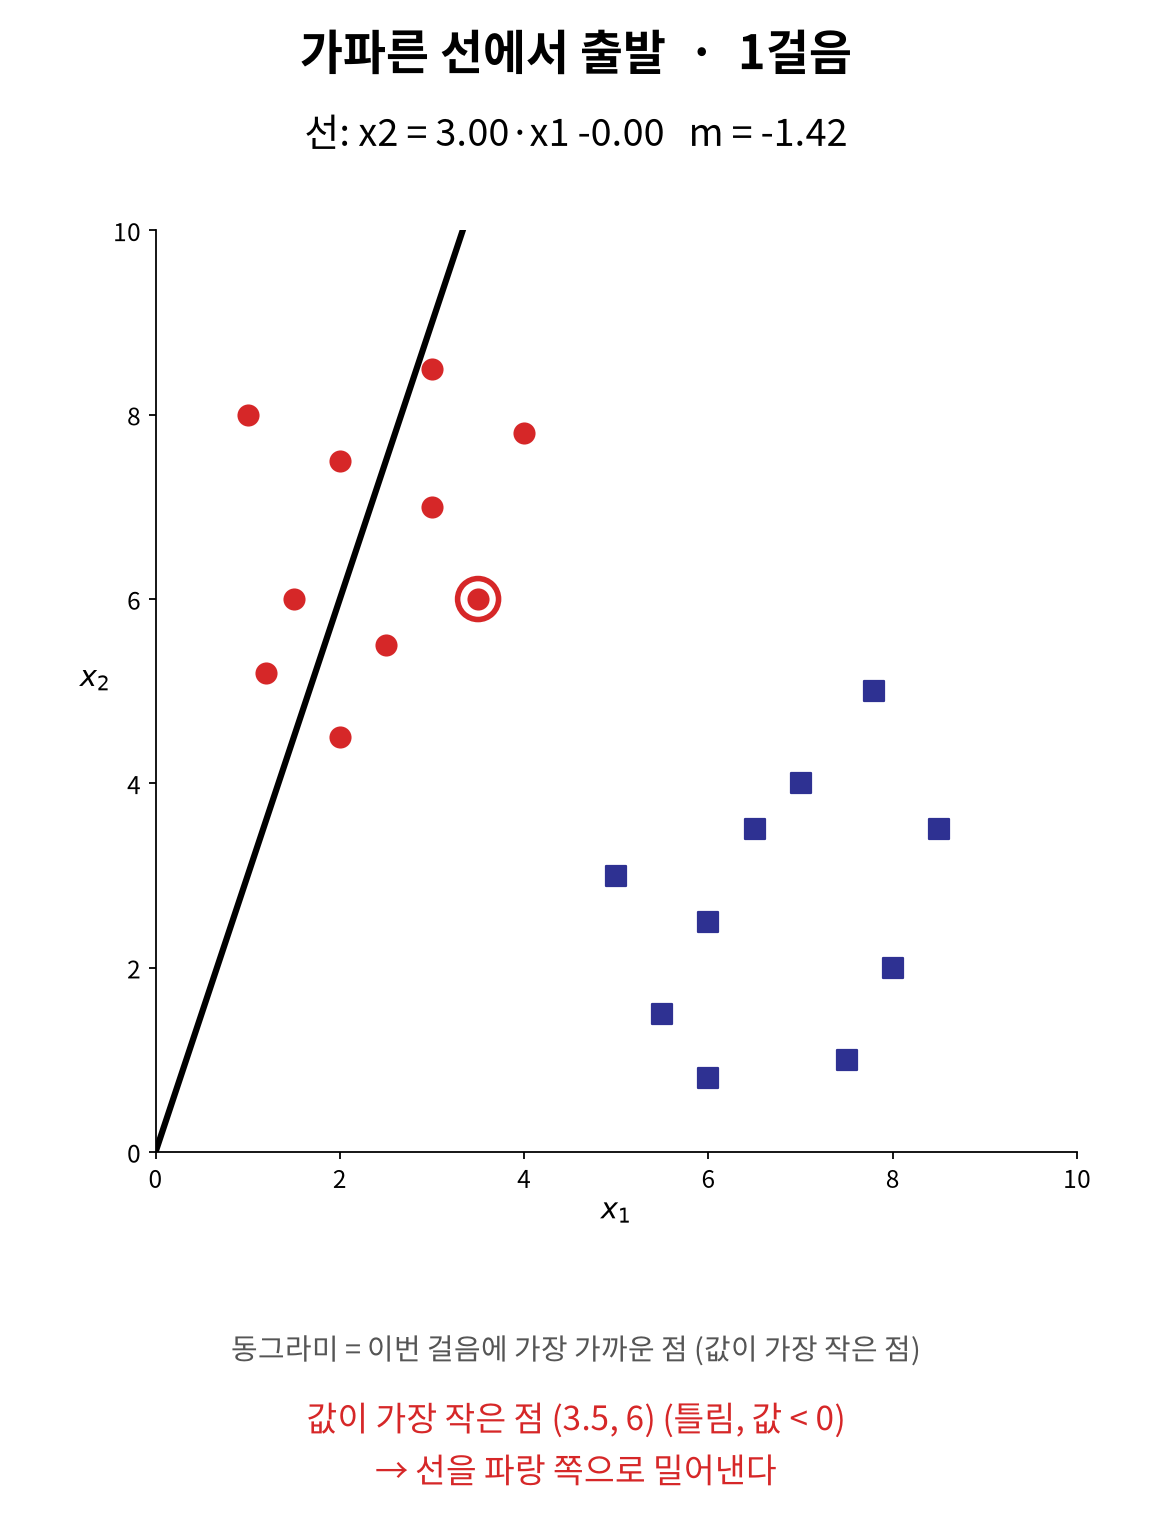 가파른 선에서 출발 · 1걸음
선: x2 = 3.00·x1 -0.00 m = -1.42
10
8
6
x₂
4
2
0
0 2 4 6 8 10
x₁
동그라미 = 이번 걸음에 가장 가까운 점 (값이 가장 작은 점)
값이 가장 작은 점 (3.5, 6) (틀림, 값 < 0)
→ 선을 파랑 쪽으로 밀어낸다